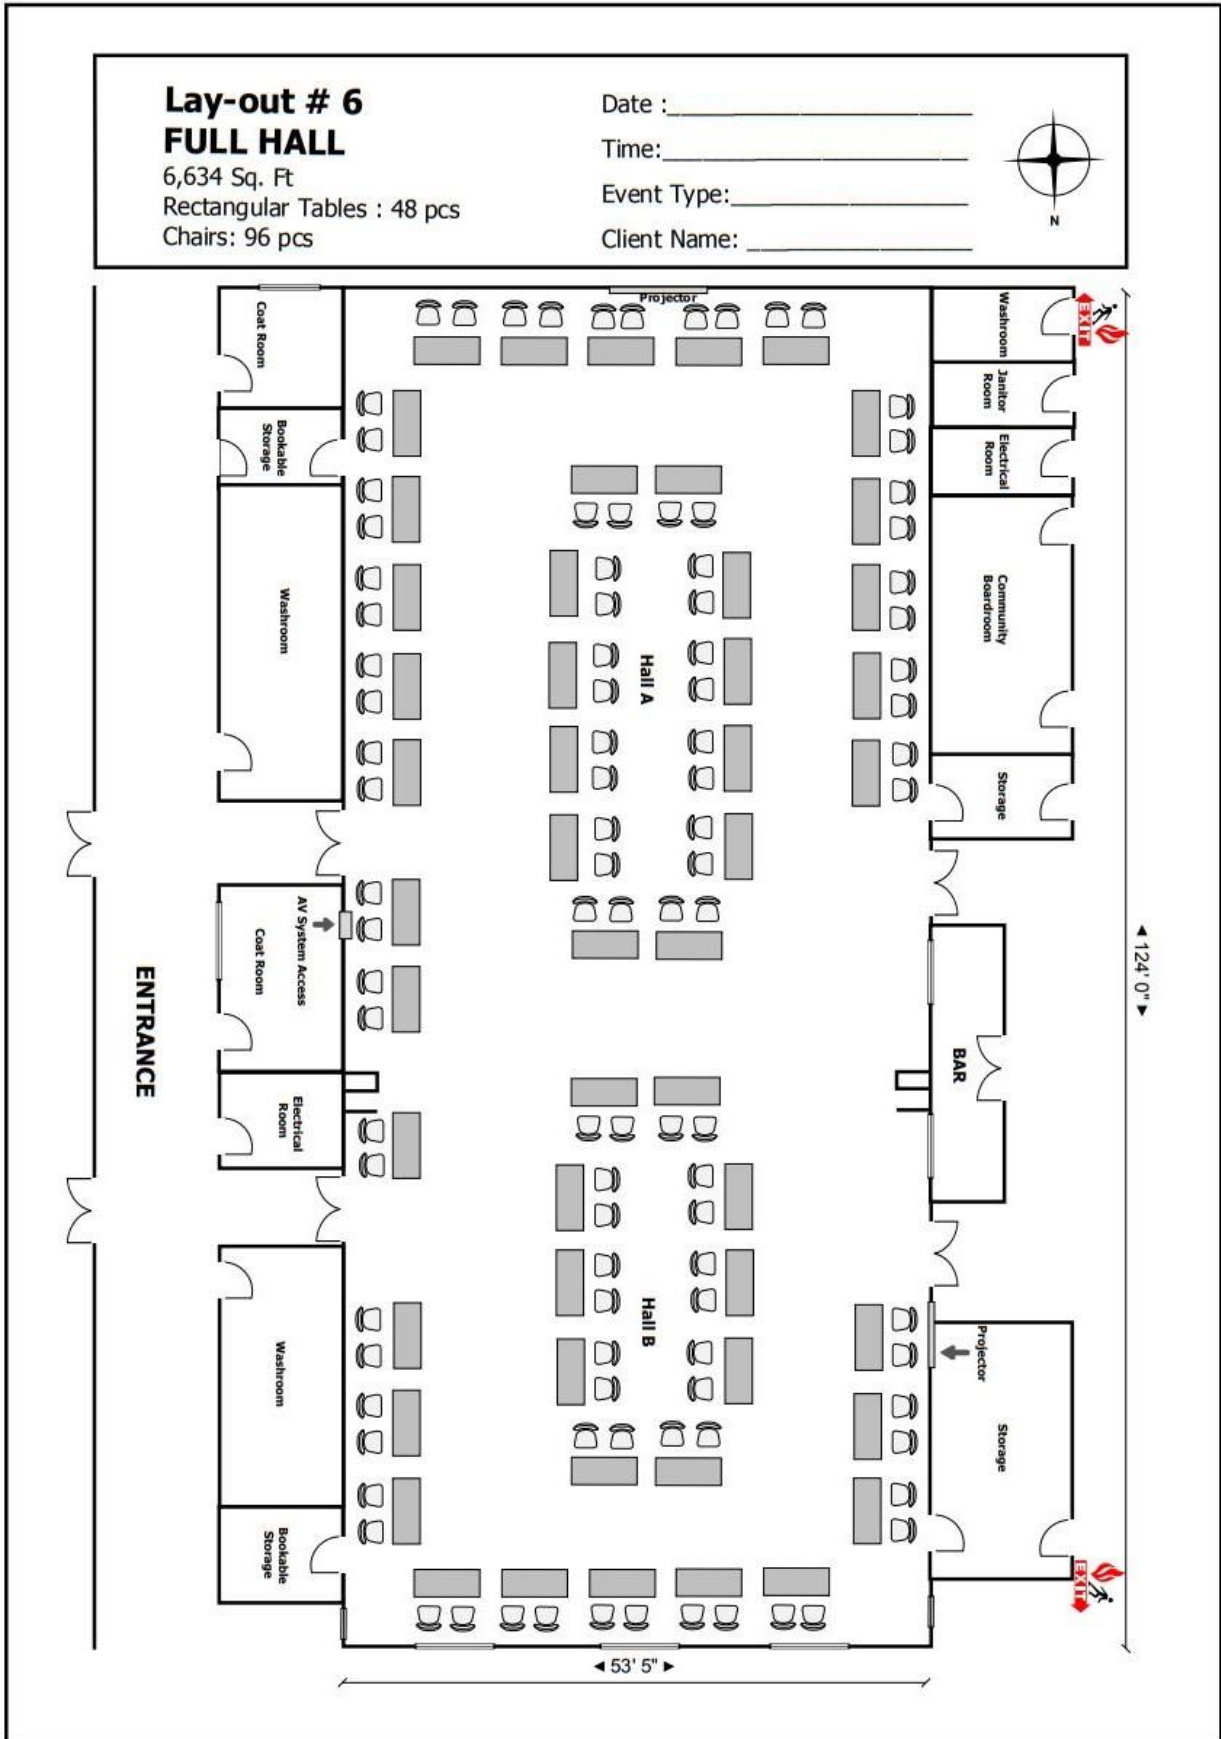 Lay-out # 6
FULL HALL
6,634 Sq. Ft
Rectangular Tables : 48 pcs
Chairs: 96 pcs
Date :
Time:
Event Type:
Client Name:
N
Projector
Coat Room
Bookable
Storage
Washroom
AV System Access
Coat Room
Electrical
Room
Washroom
Bookable
Storage
ENTRANCE
Hall A
Hall B
Washroom
Janitor
Room
Electrical
Room
Community
Boardroom
Storage
BAR
Projector
Storage
EXIT
EXIT
124' 0"
53' 5"